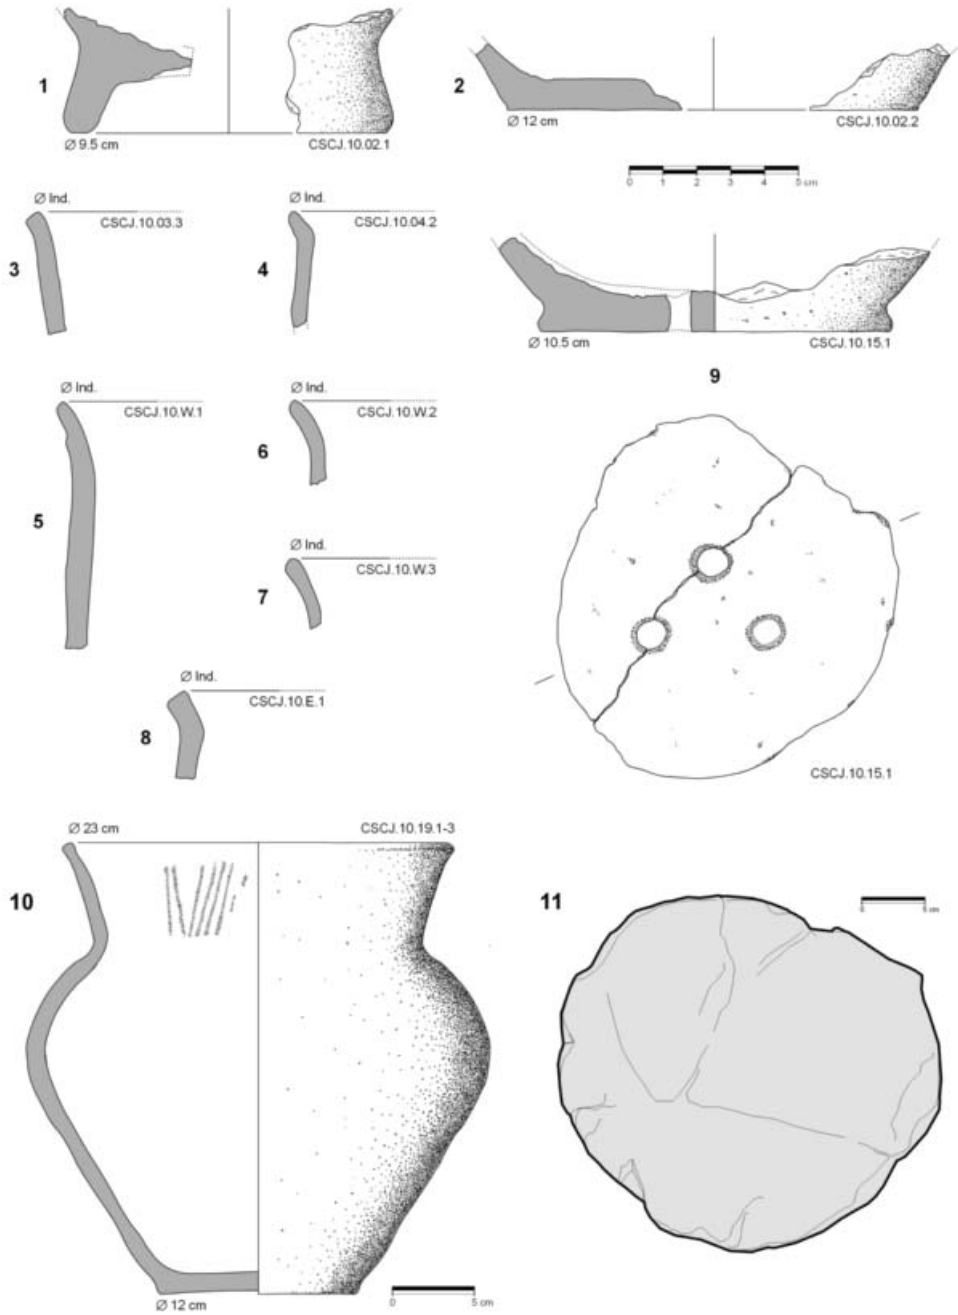 1
Ø 9.5 cm
CSCJ.10.02.1
2
Ø 12 cm
CSCJ.10.02.2
0 1 2 3 4 5 cm
3
Ø Ind.
CSCJ.10.03.3
4
Ø Ind.
CSCJ.10.04.2
Ø 10.5 cm
CSCJ.10.15.1
9
5
Ø Ind.
CSCJ.10.W.1
6
Ø Ind.
CSCJ.10.W.2
7
Ø Ind.
CSCJ.10.W.3
8
Ø Ind.
CSCJ.10.E.1
CSCJ.10.15.1
10
Ø 23 cm
CSCJ.10.19.1-3
Ø 12 cm
0 5 cm
11
0 5 cm